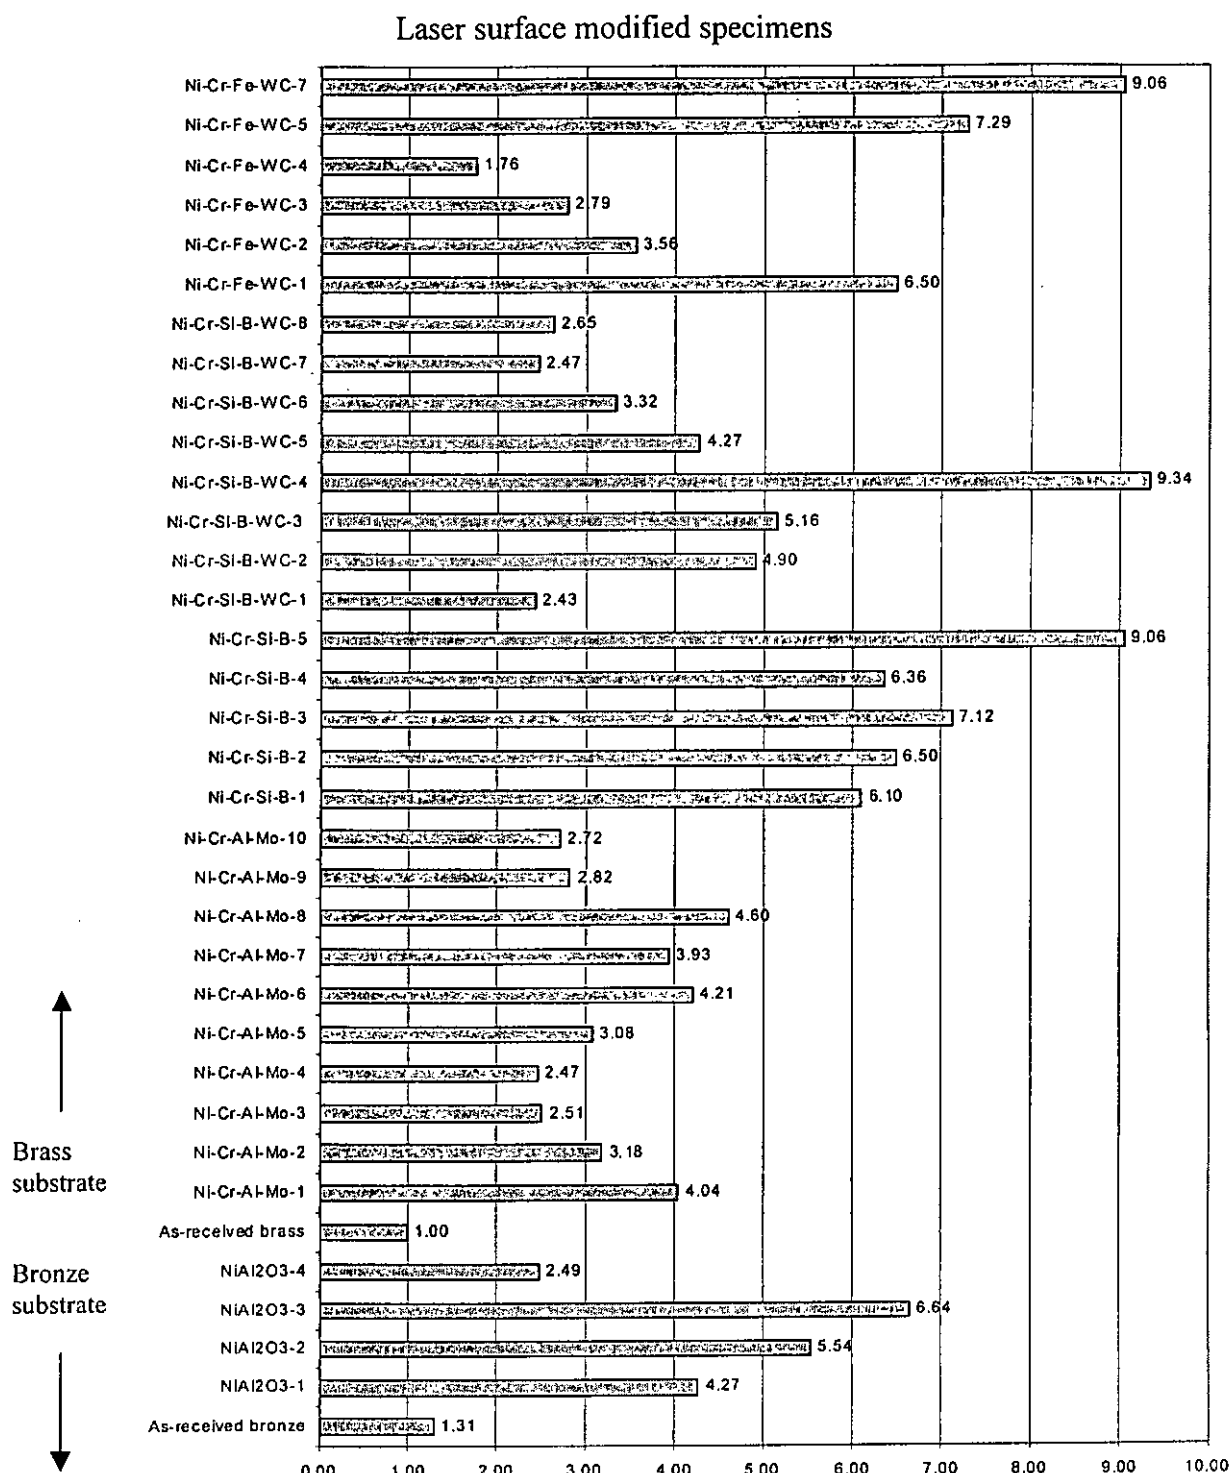 Laser surface modified specimens
Ni-Cr-Fe-WC-7 9.06
Ni-Cr-Fe-WC-5 7.29
Ni-Cr-Fe-WC-4 1.76
Ni-Cr-Fe-WC-3 2.79
Ni-Cr-Fe-WC-2 3.56
Ni-Cr-Fe-WC-1 6.50
Ni-Cr-Si-B-WC-8 2.65
Ni-Cr-Si-B-WC-7 2.47
Ni-Cr-Si-B-WC-6 3.32
Ni-Cr-Si-B-WC-5 4.27
Ni-Cr-Si-B-WC-4 9.34
Ni-Cr-Si-B-WC-3 5.16
Ni-Cr-Si-B-WC-2 4.90
Ni-Cr-Si-B-WC-1 2.43
Ni-Cr-Si-B-5 9.06
Ni-Cr-Si-B-4 6.36
Ni-Cr-Si-B-3 7.12
Ni-Cr-Si-B-2 6.50
Ni-Cr-Si-B-1 6.10
Ni-Cr-Al-Mo-10 2.72
Ni-Cr-Al-Mo-9 2.82
Ni-Cr-Al-Mo-8 4.60
Ni-Cr-Al-Mo-7 3.93
Ni-Cr-Al-Mo-6 4.21
Ni-Cr-Al-Mo-5 3.08
Ni-Cr-Al-Mo-4 2.47
Ni-Cr-Al-Mo-3 2.51
Ni-Cr-Al-Mo-2 3.18
Ni-Cr-Al-Mo-1 4.04
Brass
substrate
As-received brass 1.00
Bronze
substrate
NiAl2O3-4 2.49
NiAl2O3-3 6.64
NiAl2O3-2 5.54
NiAl2O3-1 4.27
As-received bronze 1.31
0.00 1.00 2.00 3.00 4.00 5.00 6.00 7.00 8.00 9.00 10.00